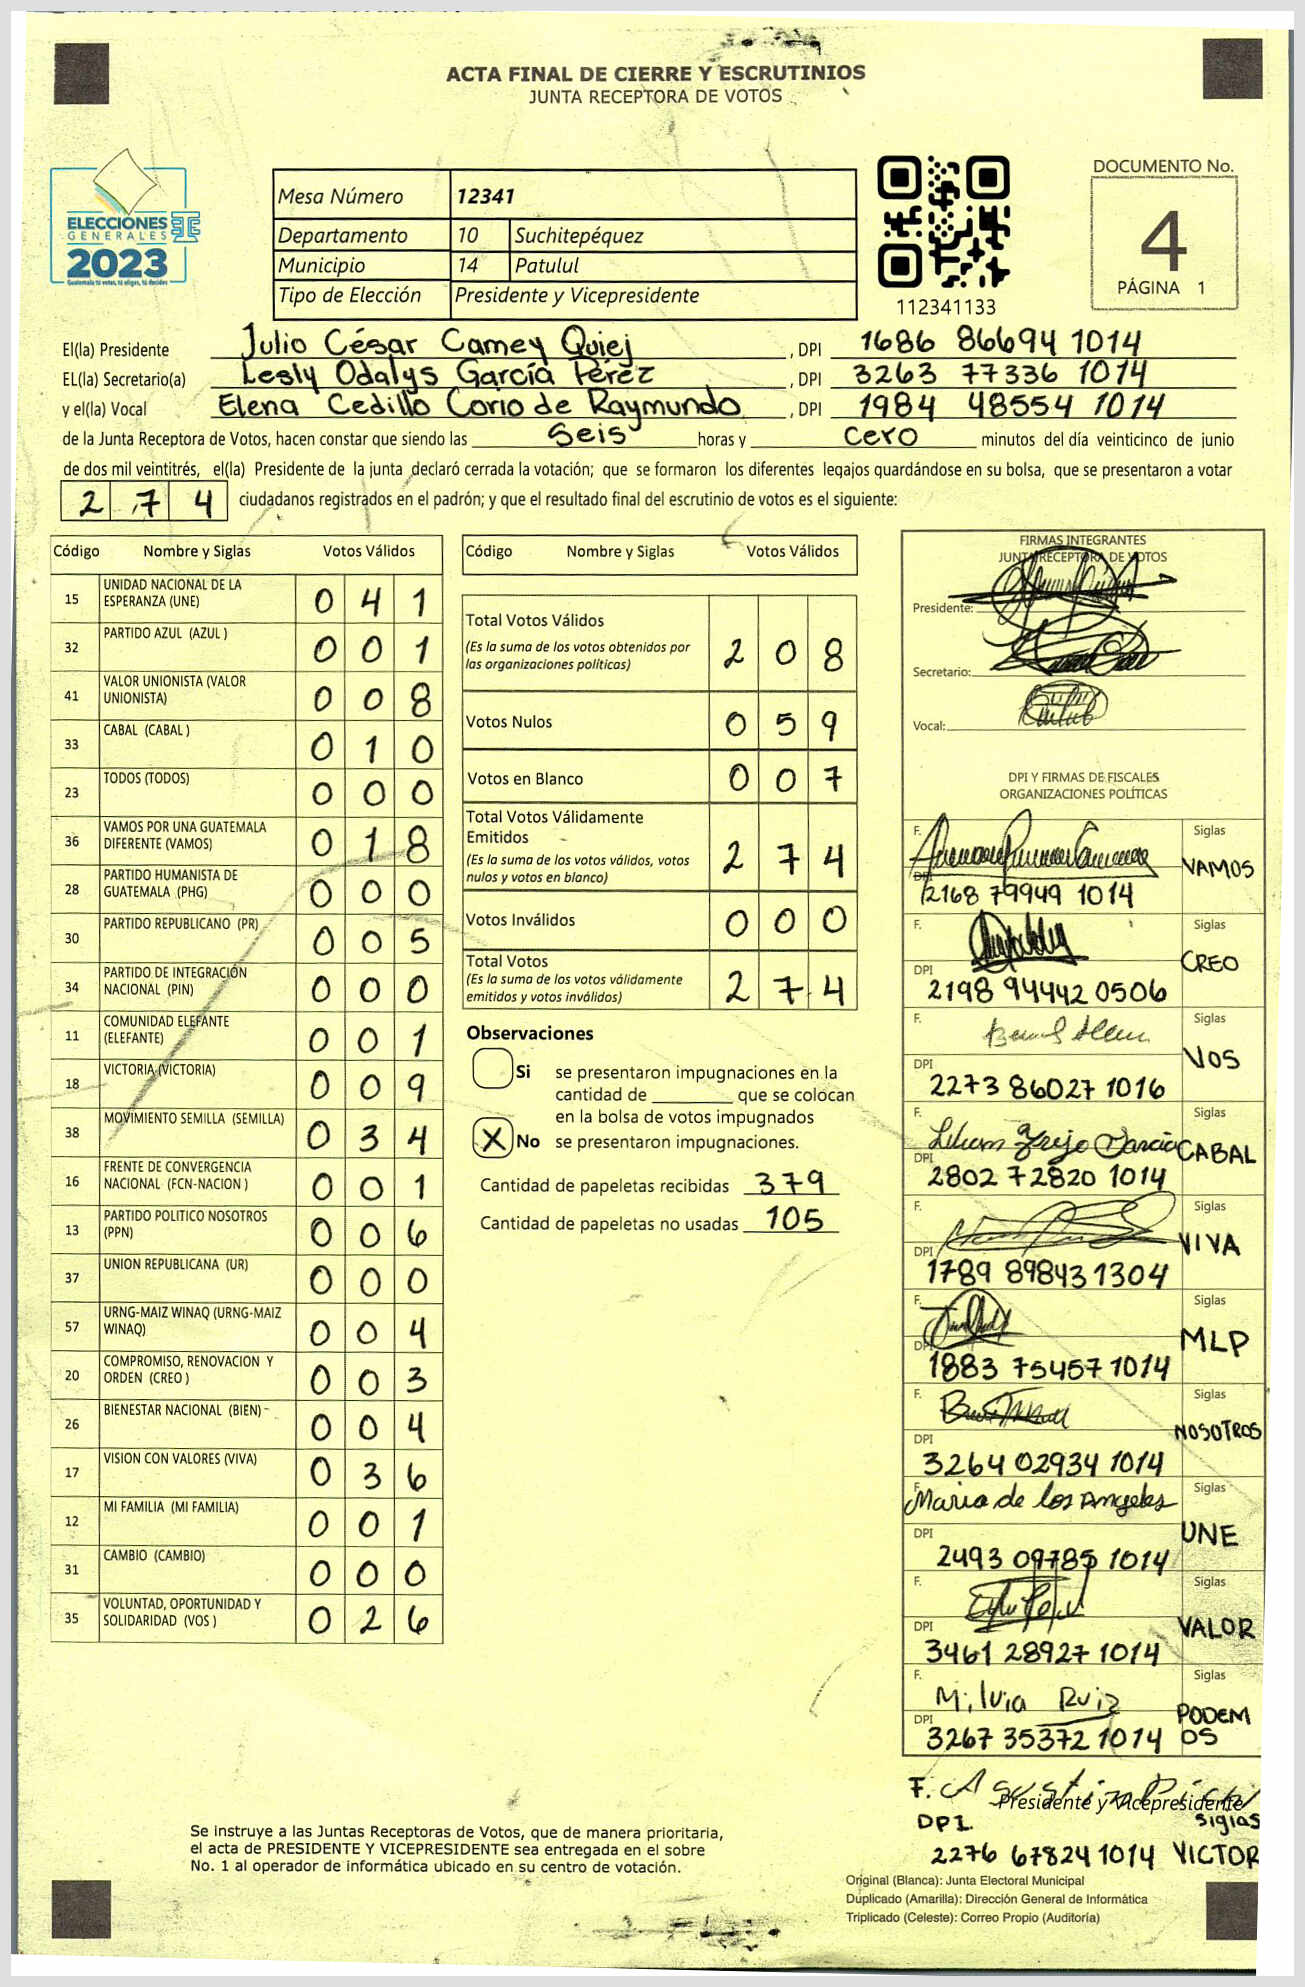 ACTA FINAL DE CIERRE Y ESCRUTINIOS
JUNTA RECEPTORA DE VOTOS
ELECCIONES
GENERALES
2023
Guatemala tú votas, tú eliges, tú decides
Mesa Número 12341
Departamento 10 Suchitepéquez
Municipio 14 Patulul
Tipo de Elección Presidente y Vicepresidente
112341133
DOCUMENTO No.
4
PÁGINA 1
El(la) Presidente Julio César Camey Quiej , DPI 1686 86694 1014
EL(la) Secretario(a) Lesly Odalys García Pérez , DPI 3263 77336 1014
y el(la) Vocal Elena Cedillo Corio de Raymundo , DPI 1984 48554 1014
de la Junta Receptora de Votos, hacen constar que siendo las Seis horas y Cero minutos del día veinticinco de junio
de dos mil veintitrés, el(la) Presidente de la junta declaró cerrada la votación; que se formaron los diferentes legajos guardándose en su bolsa, que se presentaron a votar
2 7 4 ciudadanos registrados en el padrón; y que el resultado final del escrutinio de votos es el siguiente:
Código Nombre y Siglas Votos Válidos
15 UNIDAD NACIONAL DE LA ESPERANZA (UNE) 0 4 1
32 PARTIDO AZUL (AZUL ) 0 0 1
41 VALOR UNIONISTA (VALOR UNIONISTA) 0 0 8
33 CABAL (CABAL ) 0 1 0
23 TODOS (TODOS) 0 0 0
36 VAMOS POR UNA GUATEMALA DIFERENTE (VAMOS) 0 1 8
28 PARTIDO HUMANISTA DE GUATEMALA (PHG) 0 0 0
30 PARTIDO REPUBLICANO (PR) 0 0 5
34 PARTIDO DE INTEGRACIÓN NACIONAL (PIN) 0 0 0
11 COMUNIDAD ELEFANTE (ELEFANTE) 0 0 1
18 VICTORIA (VICTORIA) 0 0 9
38 MOVIMIENTO SEMILLA (SEMILLA) 0 3 4
16 FRENTE DE CONVERGENCIA NACIONAL (FCN-NACION ) 0 0 1
13 PARTIDO POLITICO NOSOTROS (PPN) 0 0 6
37 UNION REPUBLICANA (UR) 0 0 0
57 URNG-MAIZ WINAQ (URNG-MAIZ WINAQ) 0 0 4
20 COMPROMISO, RENOVACION Y ORDEN (CREO ) 0 0 3
26 BIENESTAR NACIONAL (BIEN) 0 0 4
17 VISION CON VALORES (VIVA) 0 3 6
12 MI FAMILIA (MI FAMILIA) 0 0 1
31 CAMBIO (CAMBIO) 0 0 0
35 VOLUNTAD, OPORTUNIDAD Y SOLIDARIDAD (VOS ) 0 2 6
Código Nombre y Siglas Votos Válidos
Total Votos Válidos 2 0 8
(Es la suma de los votos obtenidos por
las organizaciones políticas)
Votos Nulos 0 5 9
Votos en Blanco 0 0 7
Total Votos Válidamente
Emitidos 2 7 4
(Es la suma de los votos válidos, votos
nulos y votos en blanco)
Votos Inválidos 0 0 0
Total Votos 2 7 4
(Es la suma de los votos válidamente
emitidos y votos inválidos)
Observaciones
Si se presentaron impugnaciones en la
cantidad de ________ que se colocan
en la bolsa de votos impugnados
X No se presentaron impugnaciones.
Cantidad de papeletas recibidas 379
Cantidad de papeletas no usadas 105
FIRMAS INTEGRANTES
JUNTA RECEPTORA DE VOTOS
Presidente:
Secretario:
Vocal:
DPI Y FIRMAS DE FISCALES
ORGANIZACIONES POLÍTICAS
F. Siglas
VAMOS
DPI 2168 79949 1014
F. Siglas
CREO
DPI 2198 94442 0506
F. Siglas
VOS
DPI 2273 86027 1016
F. Siglas
CABAL
DPI 2802 72820 1014
F. Siglas
VIVA
DPI 1789 89843 1304
F. Siglas
MLP
DPI 1883 75457 1014
F. Siglas
NOSOTROS
DPI 3264 02934 1014
F. Maria de los Angeles Siglas
UNE
DPI 2493 09785 1014
F. Siglas
VALOR
DPI 3461 28927 1014
F. Milvia Ruiz Siglas
PODEMOS
DPI 3267 35372 1014
F. Agustin
Presidente y Vicepresidente
DPI siglas
2276 67824 1014 VICTOR
Se instruye a las Juntas Receptoras de Votos, que de manera prioritaria,
el acta de PRESIDENTE Y VICEPRESIDENTE sea entregada en el sobre
No. 1 al operador de informática ubicado en su centro de votación.
Original (Blanca): Junta Electoral Municipal
Duplicado (Amarilla): Dirección General de Informática
Triplicado (Celeste): Correo Propio (Auditoría)